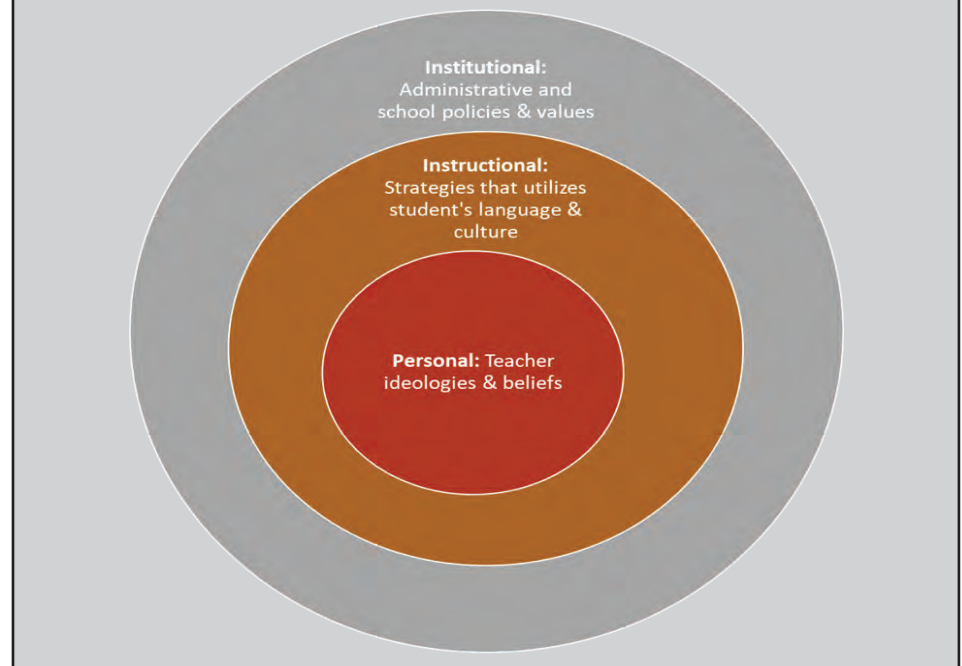 Institutional:
Administrative and
school policies & values
Instructional:
Strategies that utilizes
student's language &
culture
Personal: Teacher
ideologies & beliefs